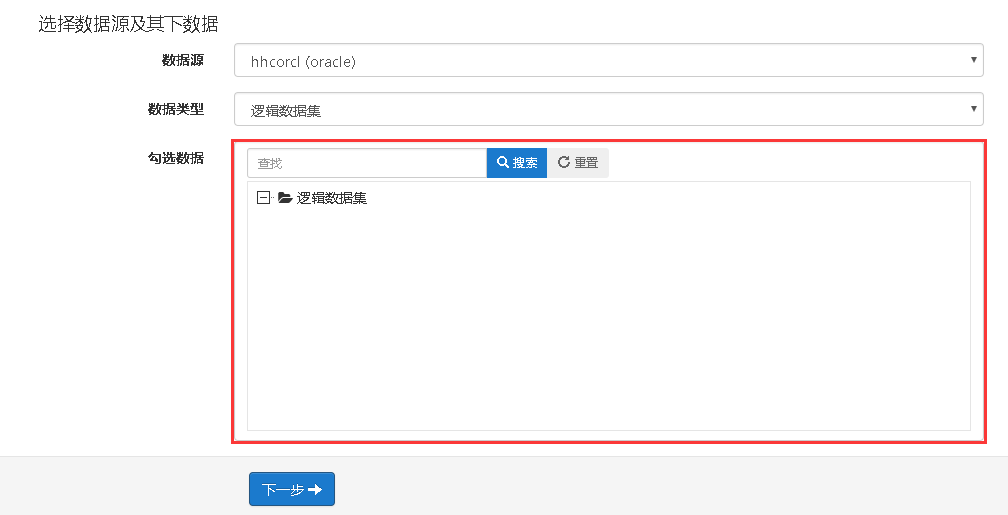 选择数据源及其下数据
数据源 hhcorcl (oracle)
数据类型 逻辑数据集
勾选数据 查找 搜索 重置
逻辑数据集
下一步